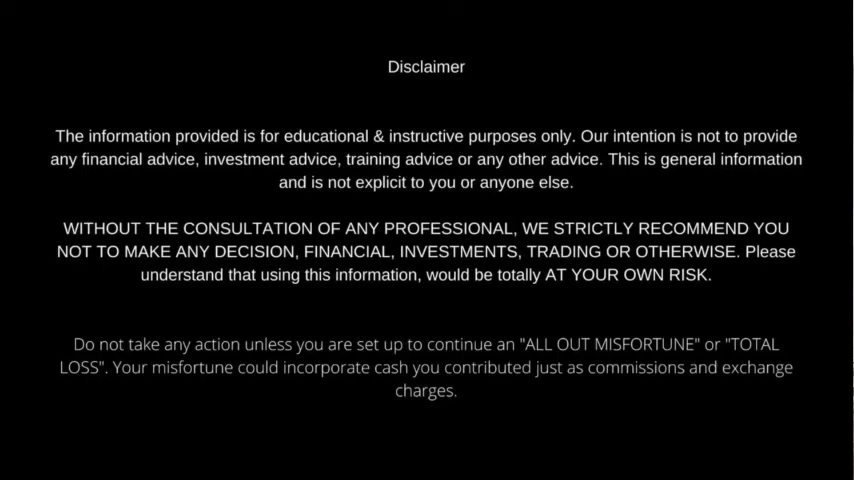 Disclaimer
The information provided is for educational & instructive purposes only. Our intention is not to provide
any financial advice, investment advice, training advice or any other advice. This is general information
and is not explicit to you or anyone else.
WITHOUT THE CONSULTATION OF ANY PROFESSIONAL, WE STRICTLY RECOMMEND YOU
NOT TO MAKE ANY DECISION, FINANCIAL, INVESTMENTS, TRADING OR OTHERWISE. Please
understand that using this information, would be totally AT YOUR OWN RISK.
Do not take any action unless you are set up to continue an "ALL OUT MISFORTUNE" or "TOTAL
LOSS". Your misfortune could incorporate cash you contributed just as commissions and exchange
charges.